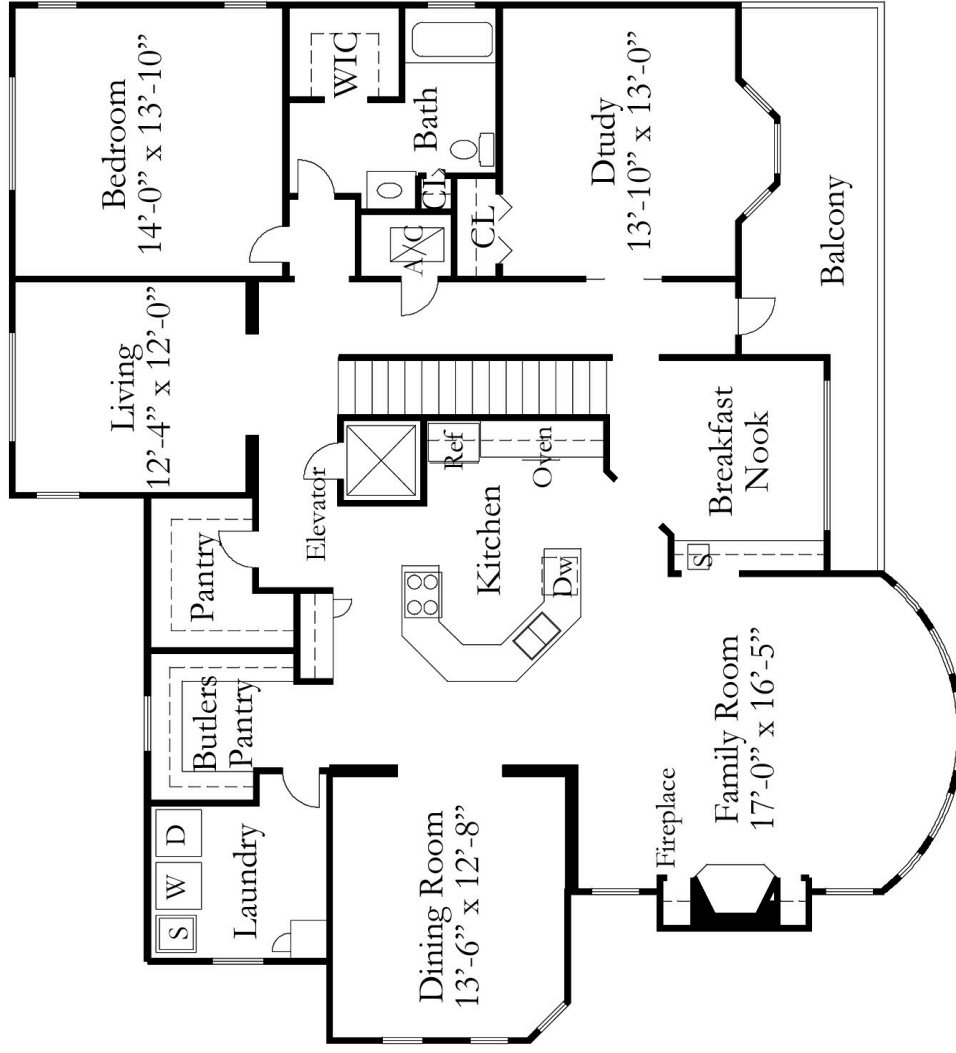 Bedroom
14'-0” x 13'-10”
WIC
Bath
CL
CL
A/C
Dtudy
13'-10” x 13'-0”
Balcony
Living
12'-4” x 12'-0”
Elevator
Ref
Oven
Kitchen
Dw
Breakfast
Nook
S
Pantry
Butlers
Pantry
S
W
D
Laundry
Dining Room
13'-6” x 12'-8”
Fireplace
Family Room
17'-0” x 16'-5”